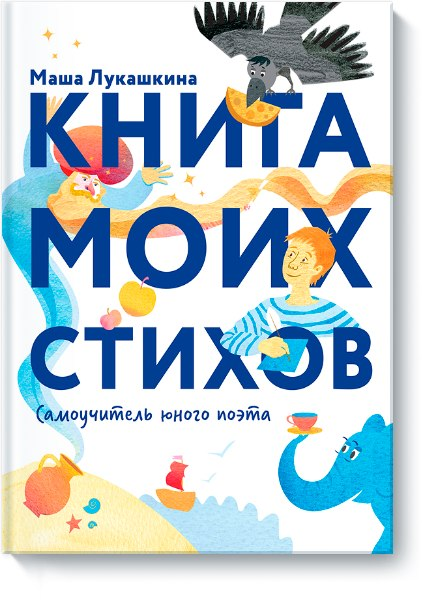 Маша Лукашкина
КНИГА
МОИХ
СТИХОВ
Самоучитель юного поэта